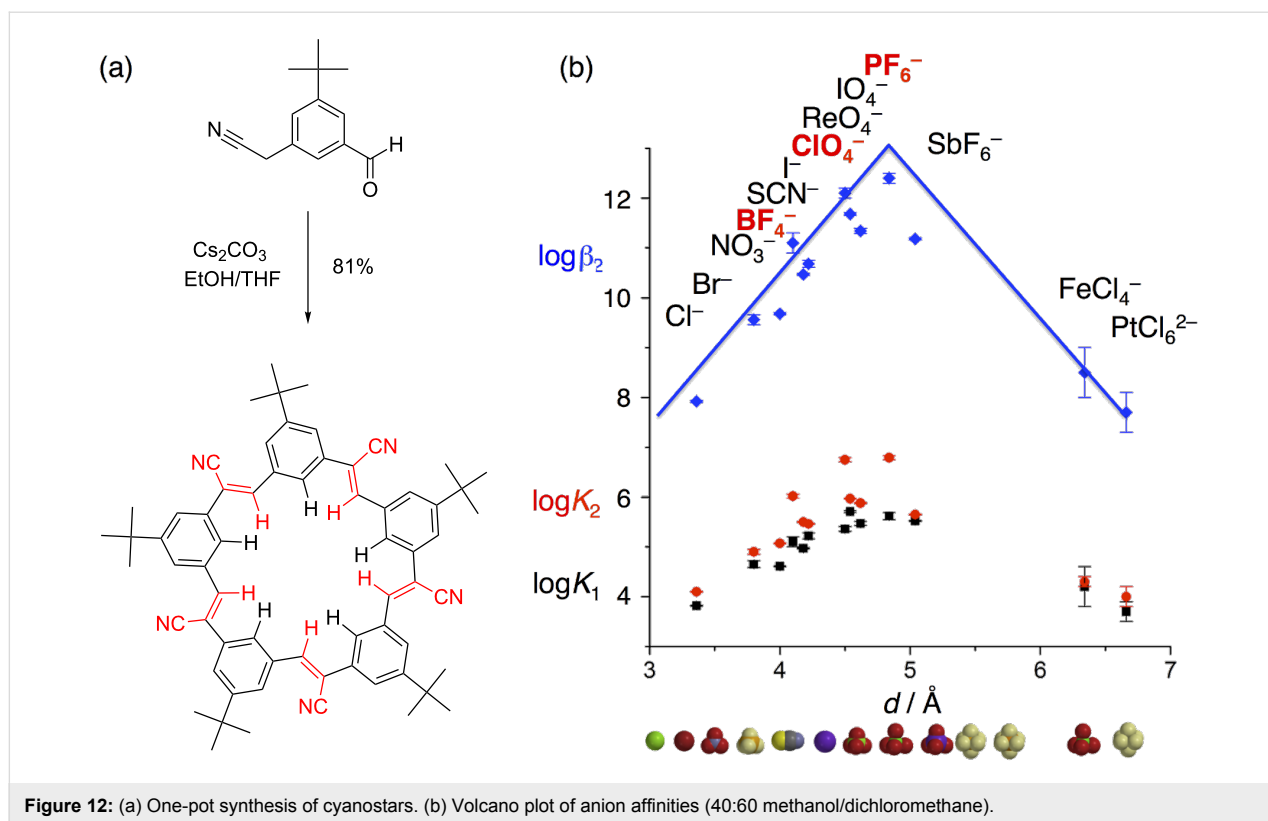 (a)
N
H
O
Cs₂CO₃
EtOH/THF
81%
NC
CN
H
H
H
NC
H
H
H
CN
NC
H
H
H
H
NC
(b)
PF₆⁻
IO₄⁻
ReO₄⁻
ClO₄⁻
SbF₆⁻
I⁻
SCN⁻
BF₄⁻
NO₃⁻
Br⁻
Cl⁻
FeCl₄⁻
PtCl₆²⁻
logβ₂
logK₂
logK₁
12
10
8
6
4
3 4 5 6 7
d / Å
Figure 12: (a) One-pot synthesis of cyanostars. (b) Volcano plot of anion affinities (40:60 methanol/dichloromethane).